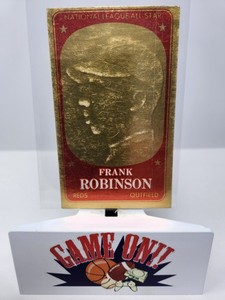 NATIONAL LEAGUE ALL STAR
FRANK
ROBINSON
REDS OUTFIELD
GAME ON!!